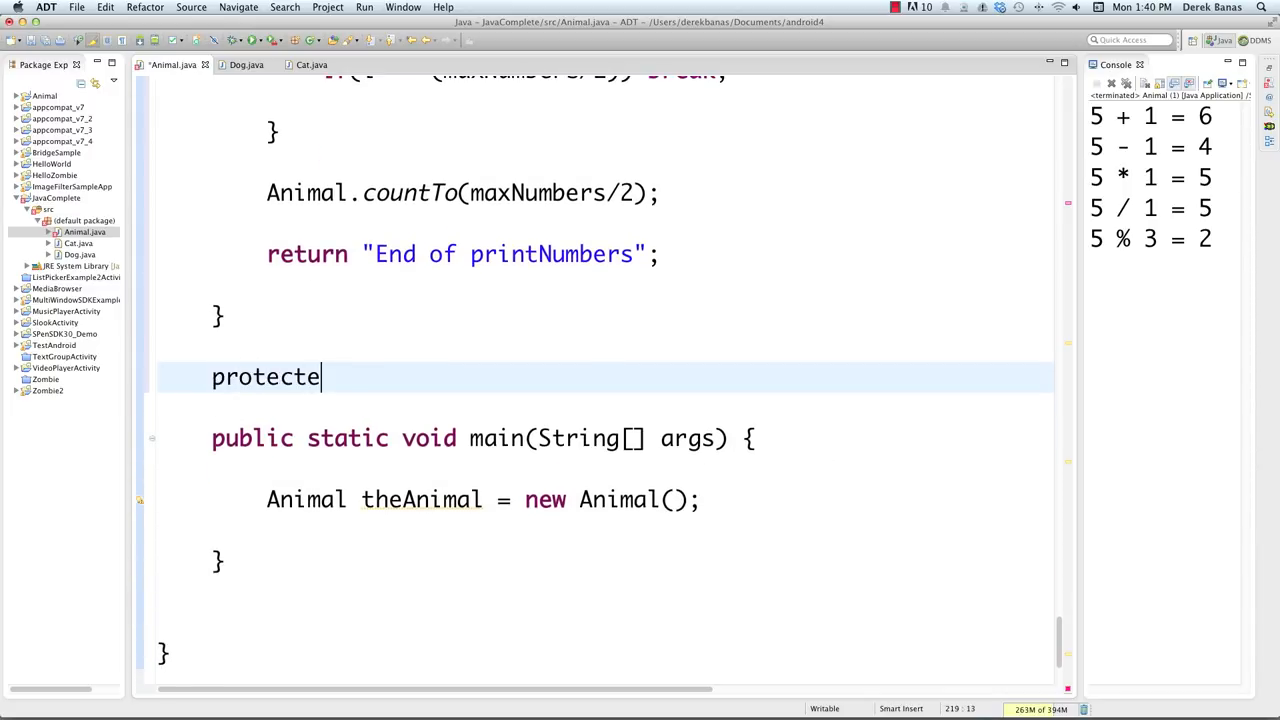 ADT File Edit Refactor Source Navigate Search Project Run Window Help 10 Mon 1:40 PM Derek Banas
Java – JavaComplete/src/Animal.java – ADT – /Users/derekbanas/Documents/android4
Quick Access Java DDMS
Package Exp *Animal.java Dog.java Cat.java Console
<terminated> Animal (1) [Java Application] /S
Animal
appcompat_v7
appcompat_v7_2
appcompat_v7_3
appcompat_v7_4
BridgeSample
HelloWorld
HelloZombie
ImageFilterSampleApp
JavaComplete
src
(default package)
Animal.java
Cat.java
Dog.java
JRE System Library [Ja
ListPickerExample2Activi
MediaBrowser
MultiWindowSDKExample
MusicPlayerActivity
SlookActivity
SPenSDK30_Demo
TestAndroid
TextGroupActivity
VideoPlayerActivity
Zombie
Zombie2
(maxNumbers/2)) break;
}
Animal.countTo(maxNumbers/2);
return "End of printNumbers";
}
protecte
public static void main(String[] args) {
Animal theAnimal = new Animal();
}
}
5 + 1 = 6
5 - 1 = 4
5 * 1 = 5
5 / 1 = 5
5 % 3 = 2
Writable Smart Insert 219 : 13 263M of 394M